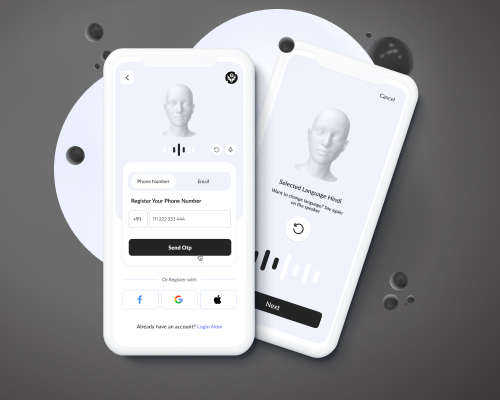 Phone Number
Email
Register Your Phone Number
+91
111 222 333 444
Send Otp
Or Register with
Already have an account? Login Now
Cancel
Selected Language Hindi
Want to change language? Say again
on the speaker
Next